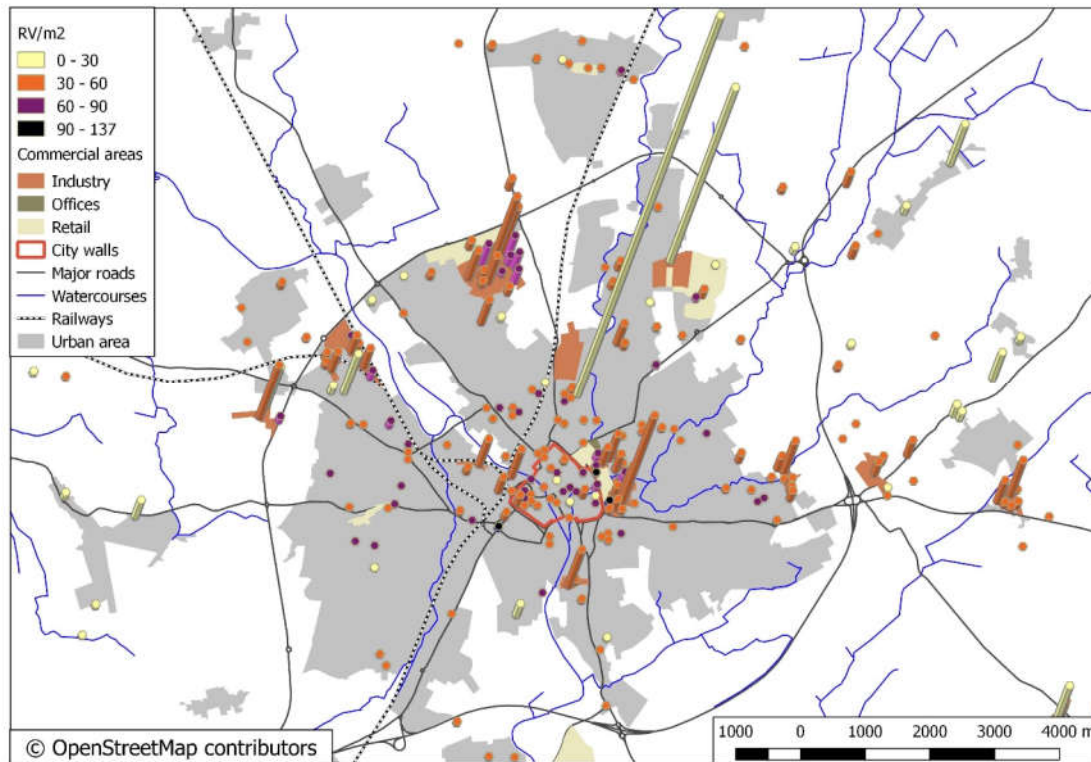 RV/m2
0 - 30
30 - 60
60 - 90
90 - 137
Commercial areas
Industry
Offices
Retail
City walls
Major roads
Watercourses
Railways
Urban area
© OpenStreetMap contributors
1000 0 1000 2000 3000 4000 m